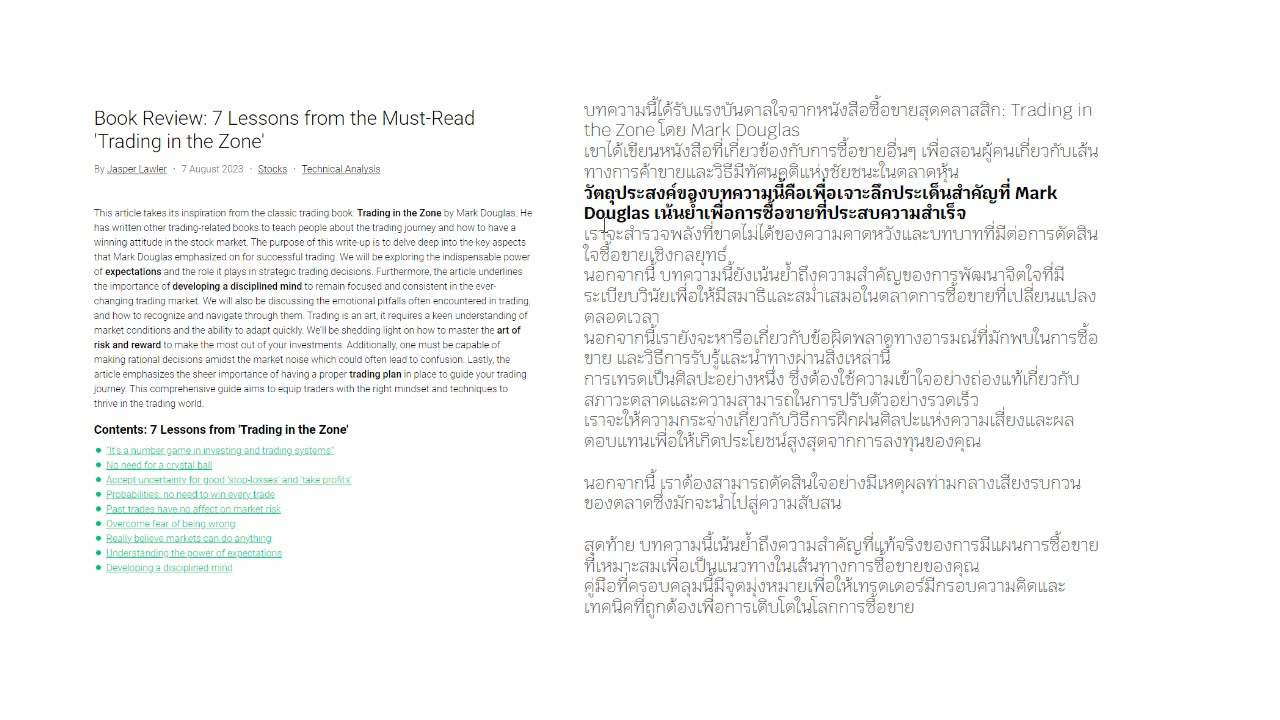 Book Review: 7 Lessons from the Must-Read
'Trading in the Zone'
By Jasper Lawler · 7 August 2023 · Stocks · Technical Analysis
This article takes its inspiration from the classic trading book: Trading in the Zone by Mark Douglas. He
has written other trading-related books to teach people about the trading journey and how to have a
winning attitude in the stock market. The purpose of this write-up is to delve deep into the key aspects
that Mark Douglas emphasized on for successful trading. We will be exploring the indispensable power
of expectations and the role it plays in strategic trading decisions. Furthermore, the article underlines
the importance of developing a disciplined mind to remain focused and consistent in the ever-
changing trading market. We will also be discussing the emotional pitfalls often encountered in trading,
and how to recognize and navigate through them. Trading is an art, it requires a keen understanding of
market conditions and the ability to adapt quickly. We'll be shedding light on how to master the art of
risk and reward to make the most out of your investments. Additionally, one must be capable of
making rational decisions amidst the market noise which could often lead to confusion. Lastly, the
article emphasizes the sheer importance of having a proper trading plan in place to guide your trading
journey. This comprehensive guide aims to equip traders with the right mindset and techniques to
thrive in the trading world.
Contents: 7 Lessons from 'Trading in the Zone'
"It's a number game in investing and trading systems"
No need for a crystal ball
Accept uncertainty for good 'stop-losses' and 'take profits'
Probabilities: no need to win every trade
Past trades have no affect on market risk
Overcome fear of being wrong
Really believe markets can do anything
Understanding the power of expectations
Developing a disciplined mind
บทความนี้ได้รับแรงบันดาลใจจากหนังสือซื้อขายสุดคลาสสิก: Trading in
the Zone โดย Mark Douglas
เขาได้เขียนหนังสือที่เกี่ยวข้องกับการซื้อขายอื่นๆ เพื่อสอนผู้คนเกี่ยวกับเส้น
ทางการค้าขายและวิธีมีทัศนคติแห่งชัยชนะในตลาดหุ้น
วัตถุประสงค์ของบทความนี้คือเพื่อเจาะลึกประเด็นสำคัญที่ Mark
Douglas เน้นย้ำเพื่อการซื้อขายที่ประสบความสำเร็จ
เราจะสำรวจพลังที่ขาดไม่ได้ของความคาดหวังและบทบาทที่มีต่อการตัดสิน
ใจซื้อขายเชิงกลยุทธ์
นอกจากนี้ บทความนี้ยังเน้นย้ำถึงความสำคัญของการพัฒนาจิตใจที่มี
ระเบียบวินัยเพื่อให้มีสมาธิและสม่ำเสมอในตลาดการซื้อขายที่เปลี่ยนแปลง
ตลอดเวลา
นอกจากนี้เรายังจะหารือเกี่ยวกับข้อผิดพลาดทางอารมณ์ที่มักพบในการซื้อ
ขาย และวิธีการรับรู้และนำทางผ่านสิ่งเหล่านี้
การเทรดเป็นศิลปะอย่างหนึ่ง ซึ่งต้องใช้ความเข้าใจอย่างถ่องแท้เกี่ยวกับ
สภาวะตลาดและความสามารถในการปรับตัวอย่างรวดเร็ว
เราจะให้ความกระจ่างเกี่ยวกับวิธีการฝึกฝนศิลปะแห่งความเสี่ยงและผล
ตอบแทนเพื่อให้เกิดประโยชน์สูงสุดจากการลงทุนของคุณ
นอกจากนี้ เราต้องสามารถตัดสินใจอย่างมีเหตุผลท่ามกลางเสียงรบกวน
ของตลาดซึ่งมักจะนำไปสู่ความสับสน
สุดท้าย บทความนี้เน้นย้ำถึงความสำคัญที่แท้จริงของการมีแผนการซื้อขาย
ที่เหมาะสมเพื่อเป็นแนวทางในเส้นทางการซื้อขายของคุณ
คู่มือที่ครอบคลุมนี้มีจุดมุ่งหมายเพื่อให้เทรดเดอร์มีกรอบความคิดและ
เทคนิคที่ถูกต้องเพื่อการเติบโตในโลกการซื้อขาย